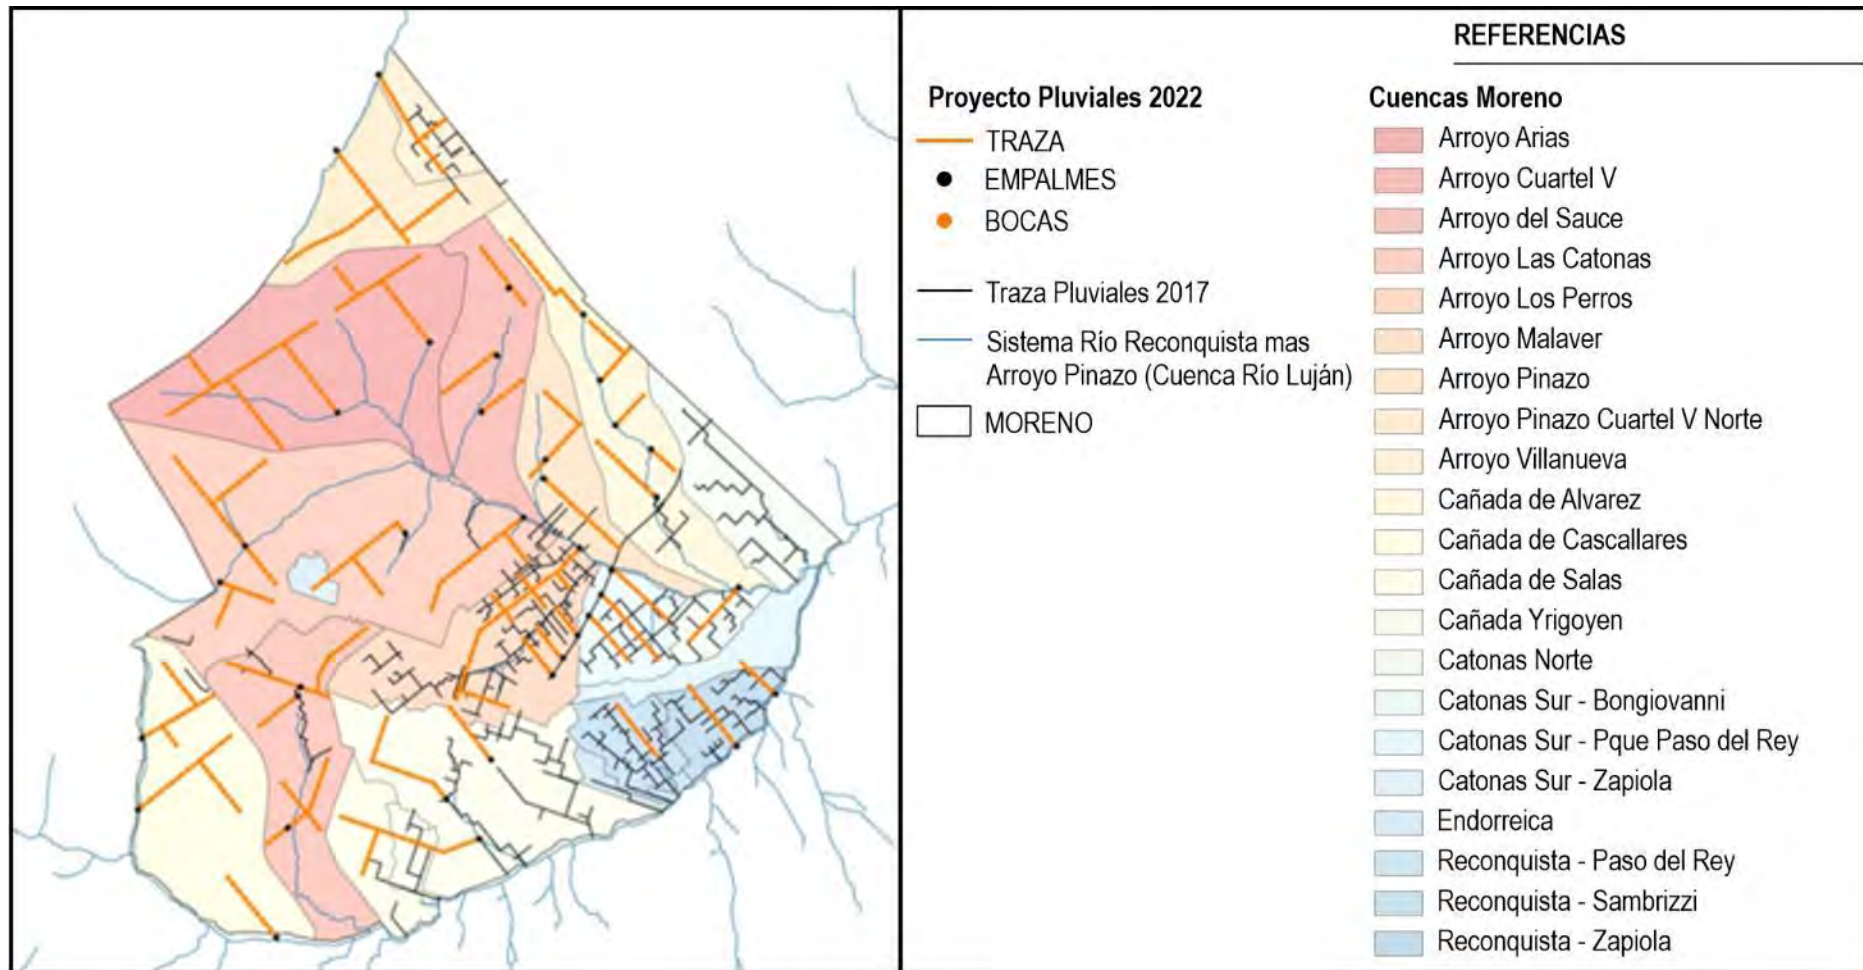 REFERENCIAS
Proyecto Pluviales 2022
TRAZA
EMPALMES
BOCAS
Traza Pluviales 2017
Sistema Río Reconquista mas
Arroyo Pinazo (Cuenca Río Luján)
MORENO
Cuencas Moreno
Arroyo Arias
Arroyo Cuartel V
Arroyo del Sauce
Arroyo Las Catonas
Arroyo Los Perros
Arroyo Malaver
Arroyo Pinazo
Arroyo Pinazo Cuartel V Norte
Arroyo Villanueva
Cañada de Alvarez
Cañada de Cascallares
Cañada de Salas
Cañada Yrigoyen
Catonas Norte
Catonas Sur - Bongiovanni
Catonas Sur - Pque Paso del Rey
Catonas Sur - Zapiola
Endorreica
Reconquista - Paso del Rey
Reconquista - Sambrizzi
Reconquista - Zapiola